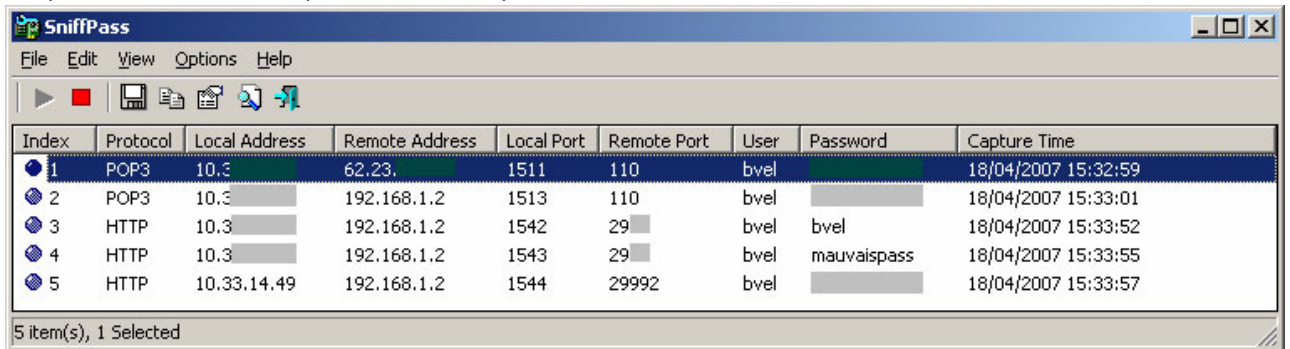 SniffPass
File Edit View Options Help
Index Protocol Local Address Remote Address Local Port Remote Port User Password Capture Time
1 POP3 10.3 62.23. 1511 110 bvel 18/04/2007 15:32:59
2 POP3 10.3 192.168.1.2 1513 110 bvel 18/04/2007 15:33:01
3 HTTP 10.3 192.168.1.2 1542 29 bvel bvel 18/04/2007 15:33:52
4 HTTP 10.3 192.168.1.2 1543 29 bvel mauvaispass 18/04/2007 15:33:55
5 HTTP 10.33.14.49 192.168.1.2 1544 29992 bvel 18/04/2007 15:33:57
5 item(s), 1 Selected